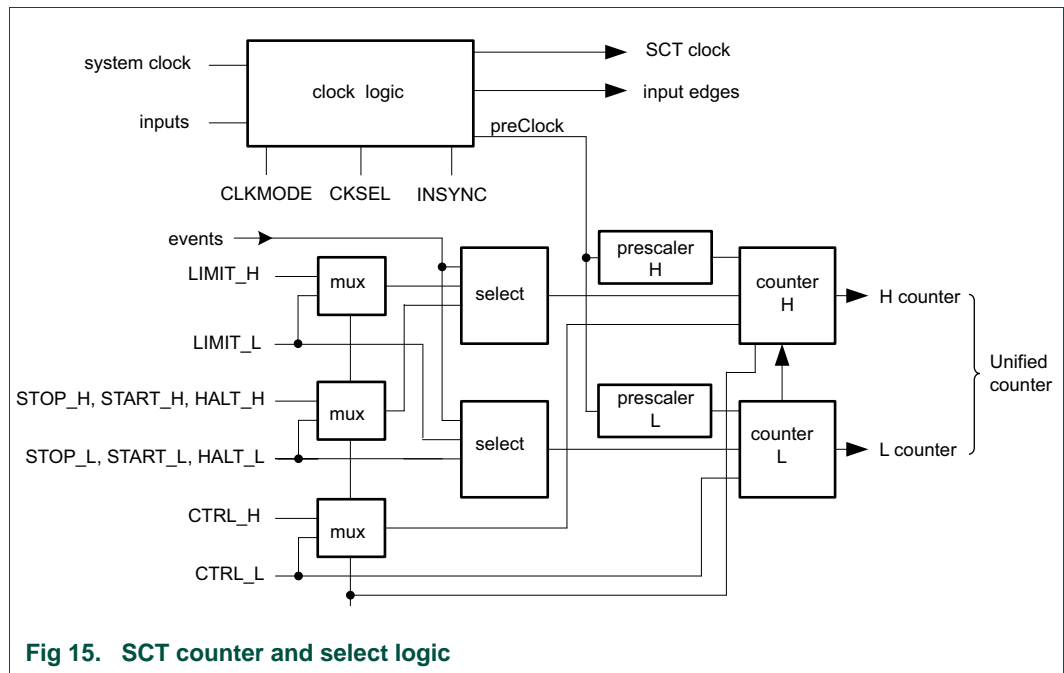 system clock
inputs
clock logic
SCT clock
input edges
preClock
CLKMODE
CKSEL
INSYNC
events
LIMIT_H
LIMIT_L
mux
select
prescaler
H
counter
H
H counter
STOP_H, START_H, HALT_H
STOP_L, START_L, HALT_L
mux
select
prescaler
L
counter
L
L counter
Unified
counter
CTRL_H
CTRL_L
mux
Fig 15. SCT counter and select logic